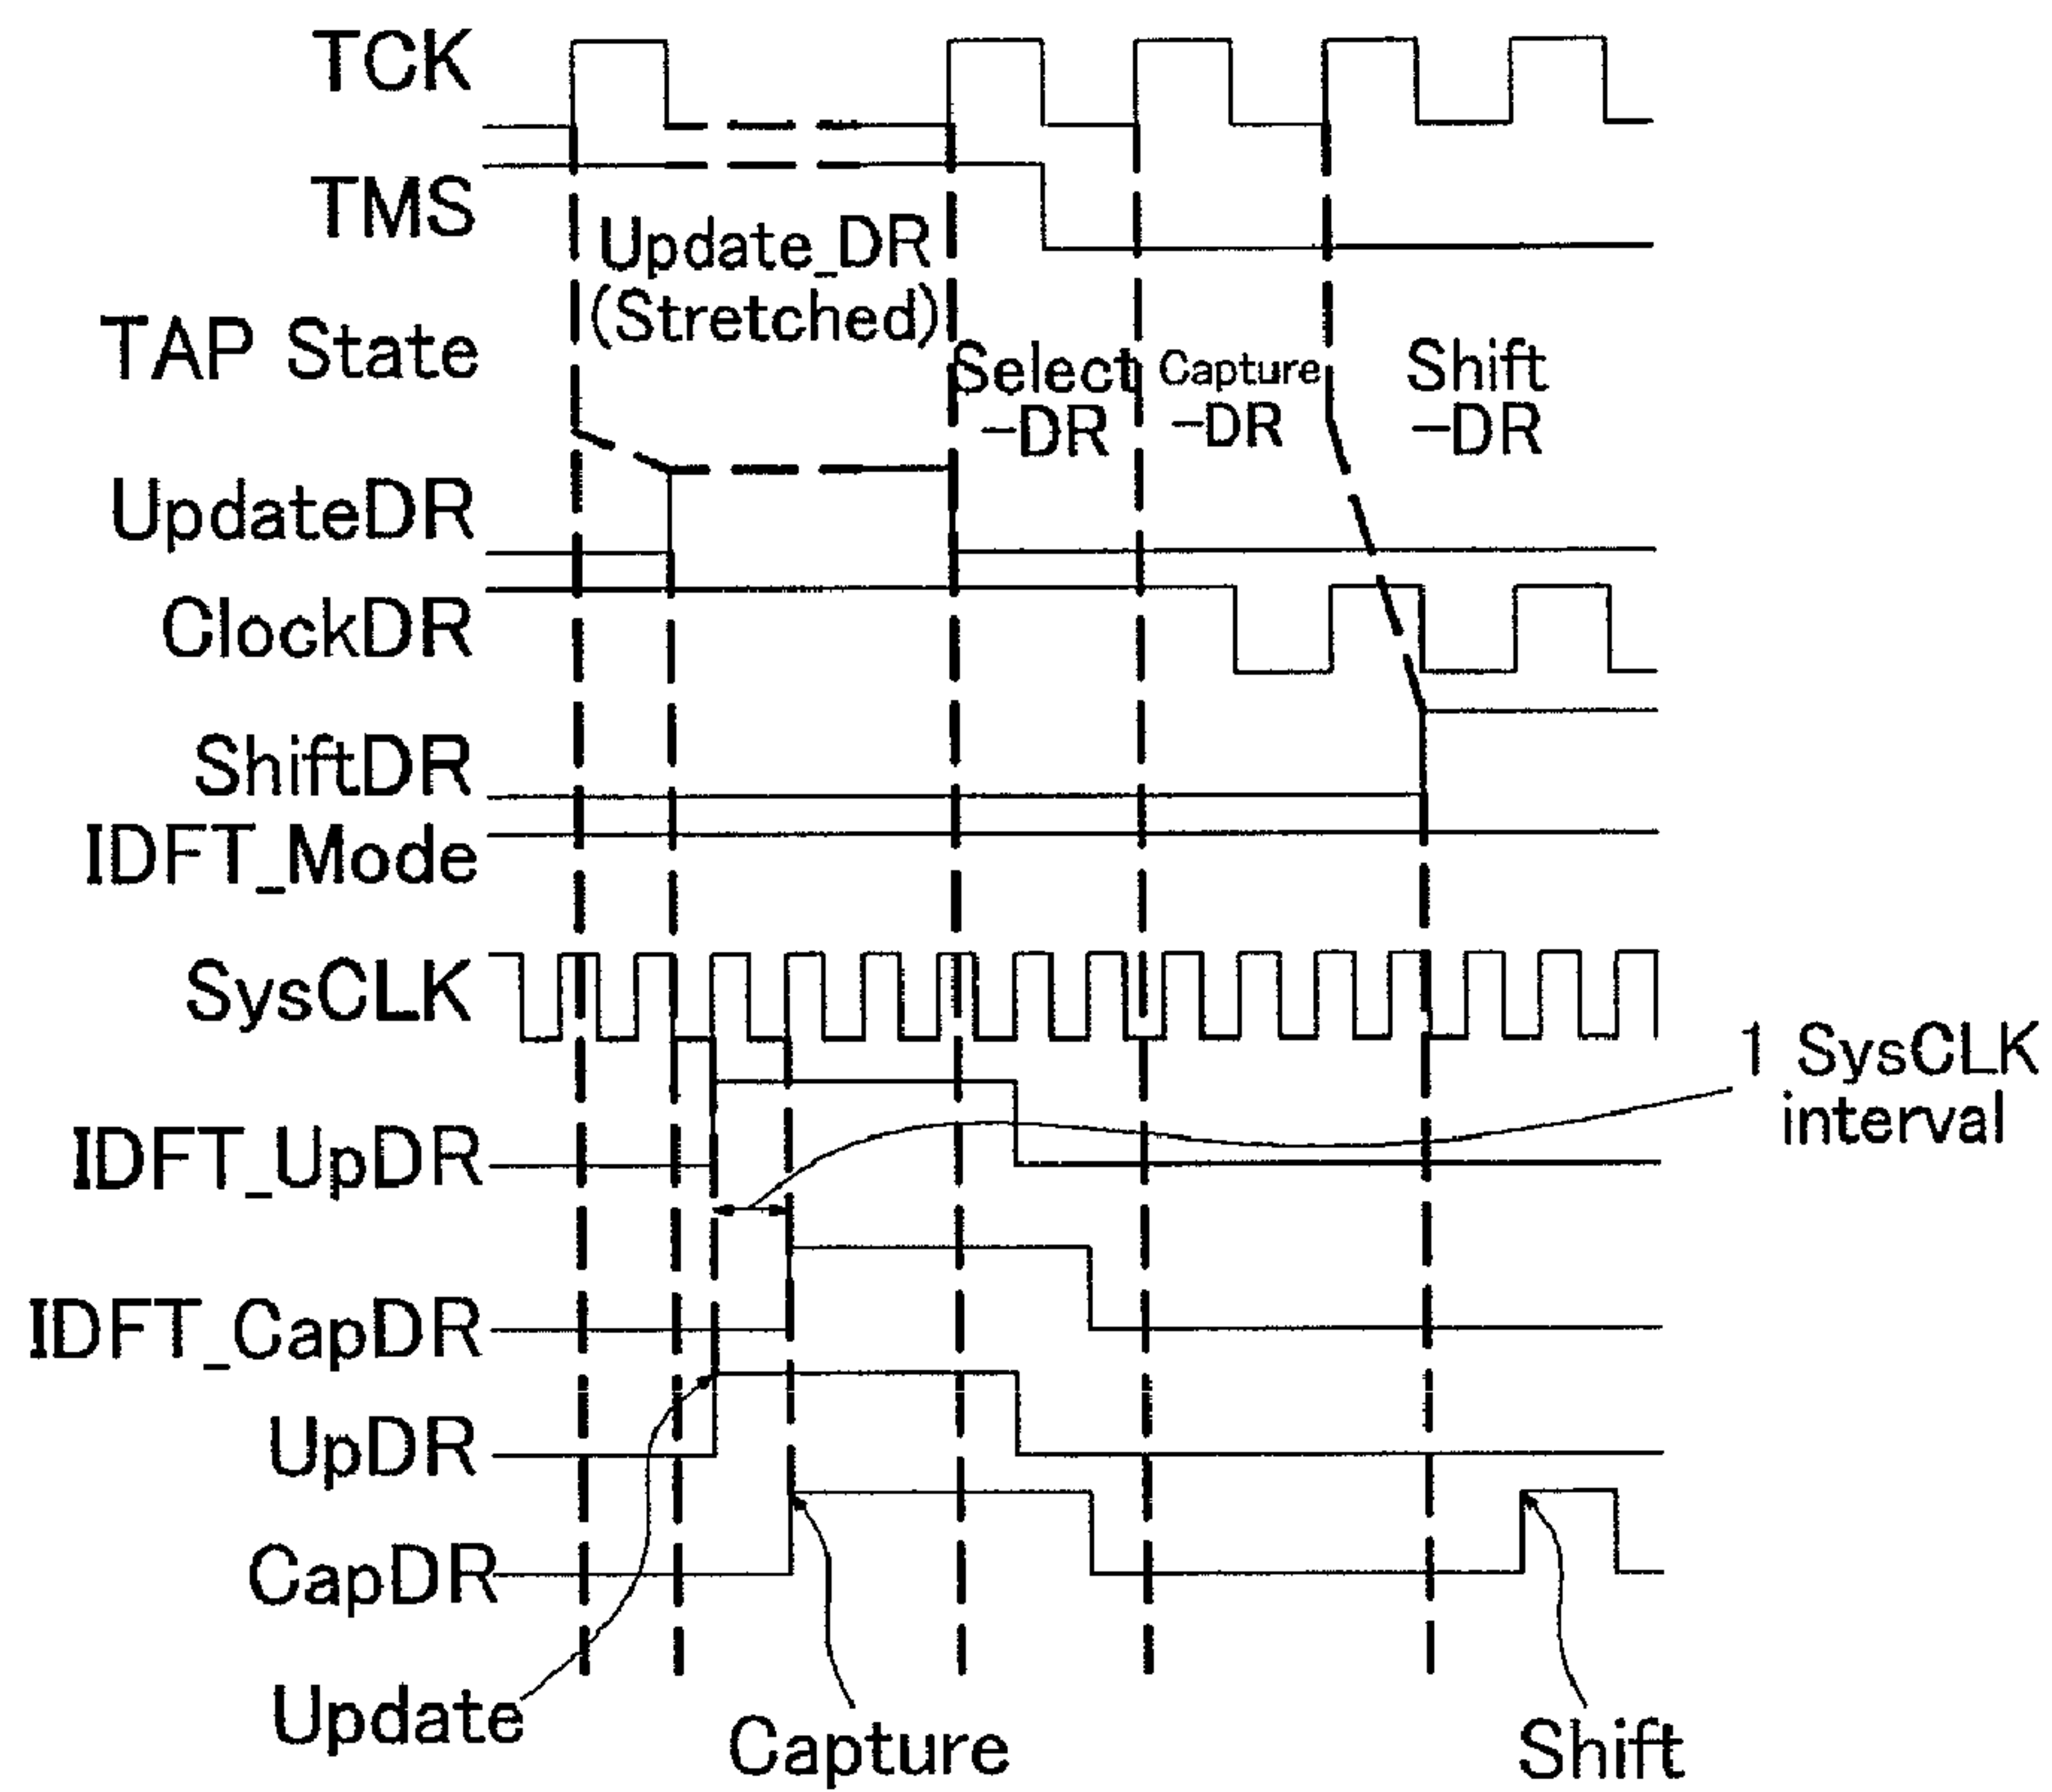 TCK
TMS
Update_DR
(Stretched)
TAP State
Select
-DR
Capture
-DR
Shift
-DR
UpdateDR
ClockDR
ShiftDR
IDFT_Mode
SysCLK
1 SysCLK
interval
IDFT_UpDR
IDFT_CapDR
UpDR
CapDR
Update
Capture
Shift